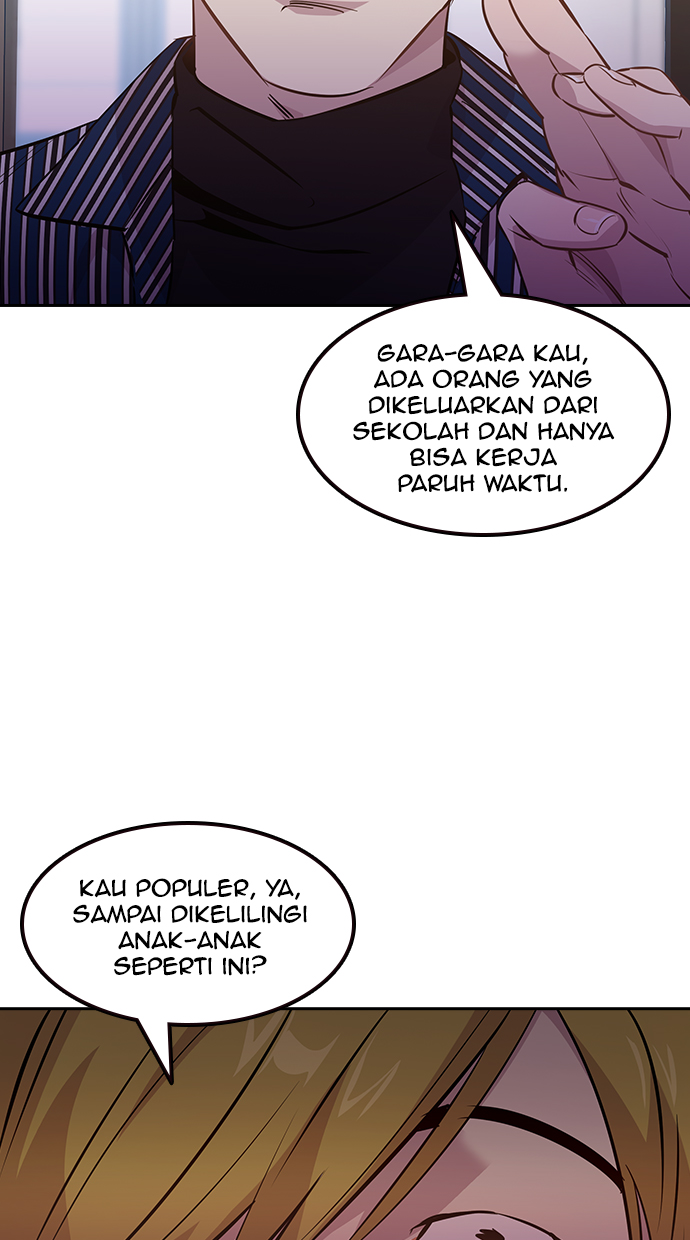 GARA-GARA KAU,
ADA ORANG YANG
DIKELUARKAN DARI
SEKOLAH DAN HANYA
BISA KERJA
PARUH WAKTU.
KAU POPULER, YA,
SAMPAI DIKELILINGI
ANAK-ANAK
SEPERTI INI?